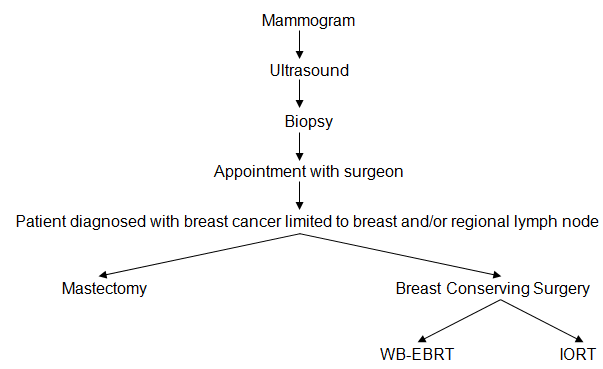 Mammogram
Ultrasound
Biopsy
Appointment with surgeon
Patient diagnosed with breast cancer limited to breast and/or regional lymph node
Mastectomy
Breast Conserving Surgery
WB-EBRT
IORT